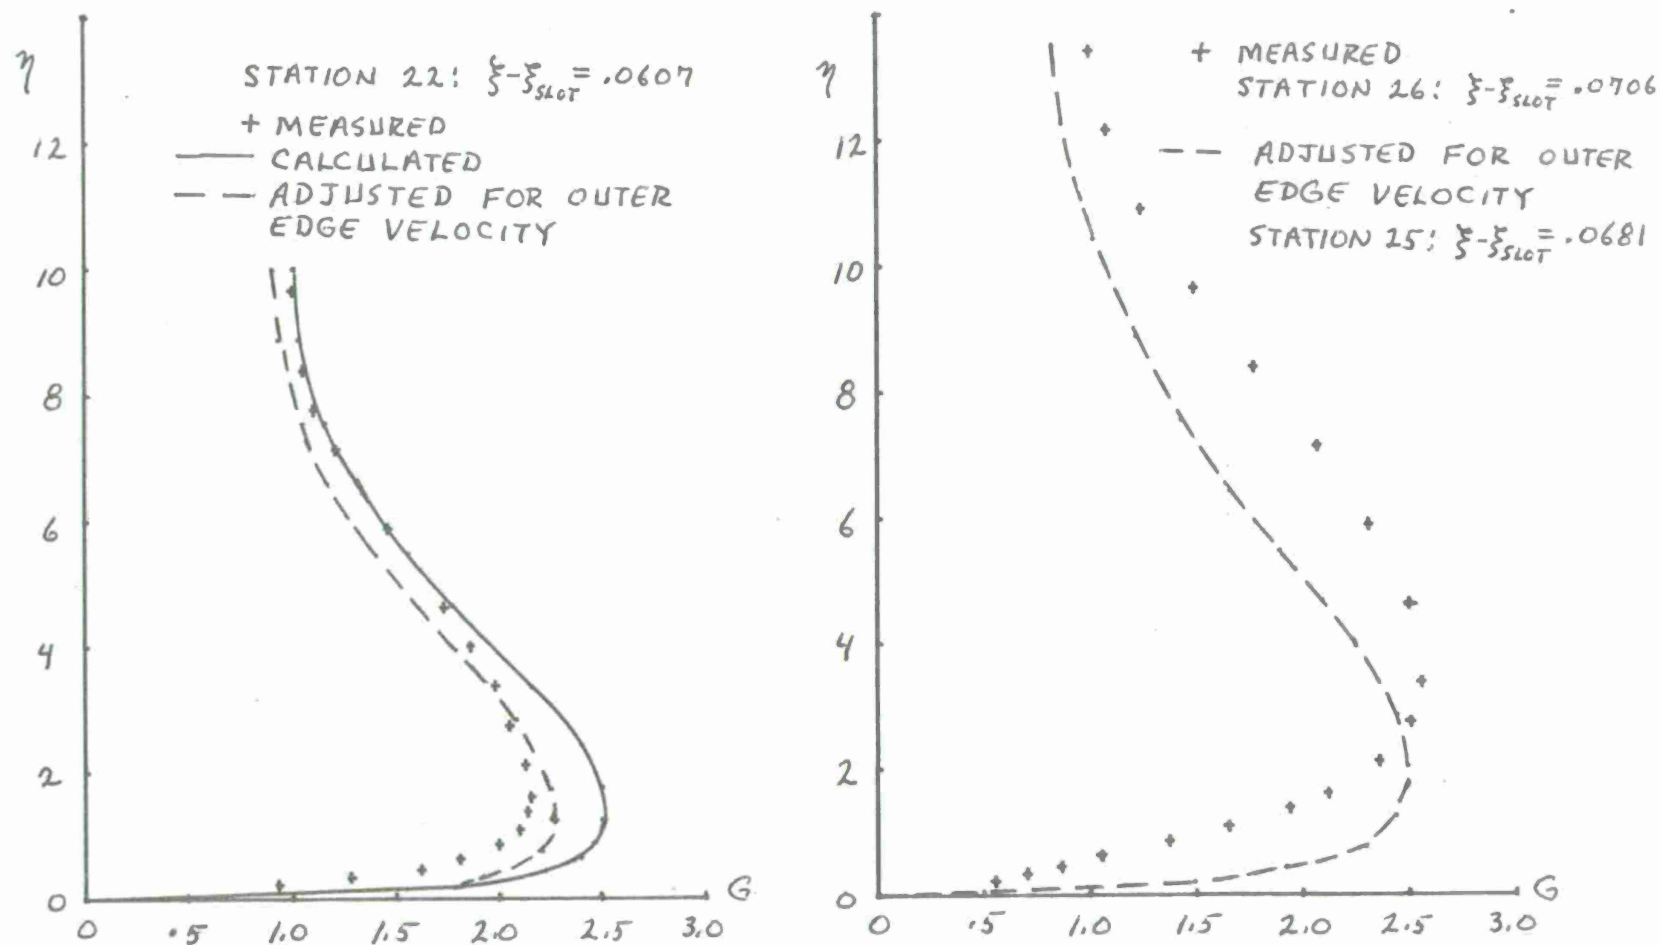 η
STATION 22: ξ-ξSLOT = .0607
+ MEASURED
CALCULATED
ADJUSTED FOR OUTER
EDGE VELOCITY
12
10
8
6
4
2
0
0 .5 1.0 1.5 2.0 2.5 3.0
G
η
+ MEASURED
STATION 26: ξ-ξSLOT = .0706
ADJUSTED FOR OUTER
EDGE VELOCITY
STATION 25: ξ-ξSLOT = .0681
12
10
8
6
4
2
0
0 .5 1.0 1.5 2.0 2.5 3.0
G